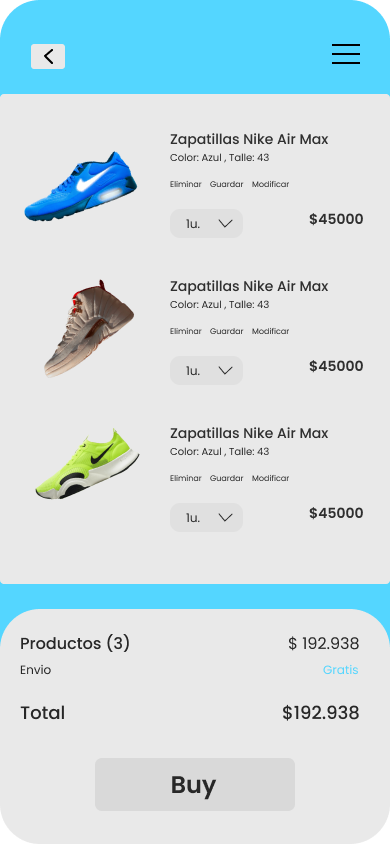 Zapatillas Nike Air Max
Color: Azul , Talle: 43
Eliminar Guardar Modificar
1u.
$45000
Zapatillas Nike Air Max
Color: Azul , Talle: 43
Eliminar Guardar Modificar
1u.
$45000
Zapatillas Nike Air Max
Color: Azul , Talle: 43
Eliminar Guardar Modificar
1u.
$45000
Productos (3) $ 192.938
Envio Gratis
Total $192.938
Buy